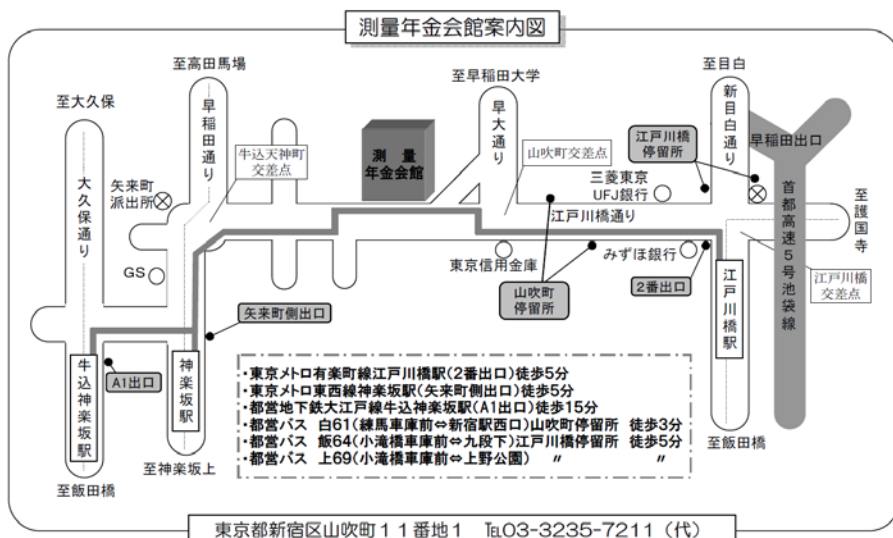 測量年金会館案内図
至高田馬場
至早稲田大学
至目白
至大久保
早稲田通り
早大通り
新目白通り
江戸川橋
停留所
早稲田出口
牛込天神町
交差点
測量
年金会館
山吹町交差点
大久保通り
矢来町
派出所
三菱東京
UFJ銀行
首都高速5号池袋線
至護国寺
江戸川橋通り
GS
東京信用金庫
みずほ銀行
山吹町
停留所
2番出口
江戸川橋駅
江戸川橋
交差点
矢来町側出口
牛込神楽坂駅
A1出口
神楽坂駅
・東京メトロ有楽町線江戸川橋駅(2番出口)徒歩5分
・東京メトロ東西線神楽坂駅(矢来町側出口)徒歩5分
・都営地下鉄大江戸線牛込神楽坂駅(A1出口)徒歩15分
・都営バス 白61(練馬車庫前⇔新宿駅西口)山吹町停留所 徒歩3分
・都営バス 飯64(小滝橋車庫前⇔九段下)江戸川橋停留所 徒歩5分
・都営バス 上69(小滝橋車庫前⇔上野公園) 〃 〃
至飯田橋
至神楽坂上
至飯田橋
東京都新宿区山吹町11番地1 ℡03-3235-7211(代)